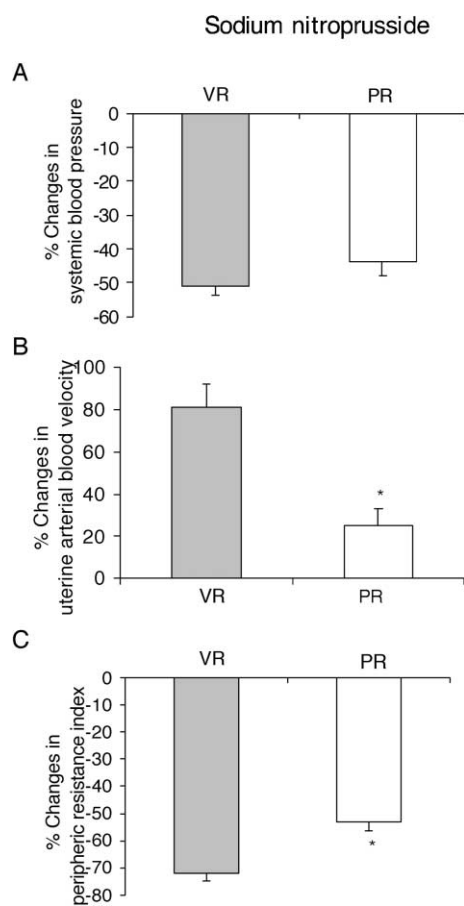 Sodium nitroprusside
A
VR PR
% Changes in
systemic blood pressure
0
-10
-20
-30
-40
-50
-60
B
% Changes in
uterine arterial blood velocity
100
80
60
40
20
0
*
VR PR
C
VR PR
% Changes in
peripheric resistance index
0
-10
-20
-30
-40
-50
-60
-70
-80
*